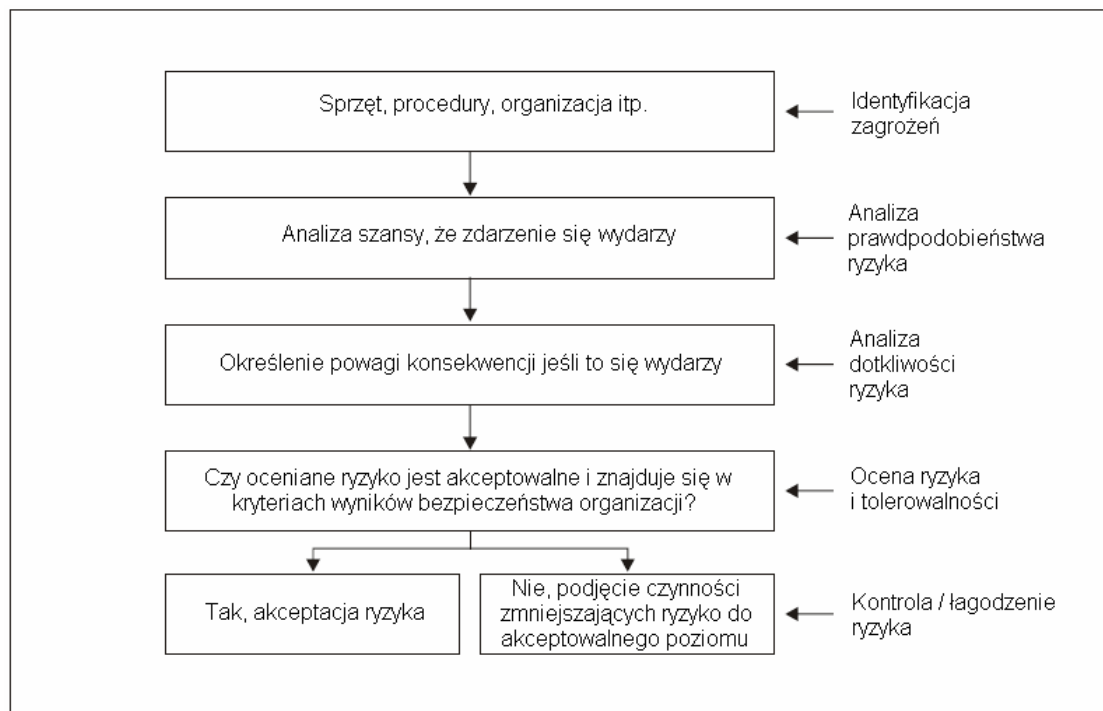 Sprzęt, procedury, organizacja itp.
Identyfikacja
zagrożeń
Analiza szansy, że zdarzenie się wydarzy
Analiza
prawdpodobieństwa
ryzyka
Określenie powagi konsekwencji jeśli to się wydarzy
Analiza
dotkliwości
ryzyka
Czy oceniane ryzyko jest akceptowalne i znajduje się w
kryteriach wyników bezpieczeństwa organizacji?
Ocena ryzyka
i tolerowalności
Tak, akceptacja ryzyka
Nie, podjęcie czynności
zmniejszających ryzyko do
akceptowalnego poziomu
Kontrola / łagodzenie
ryzyka